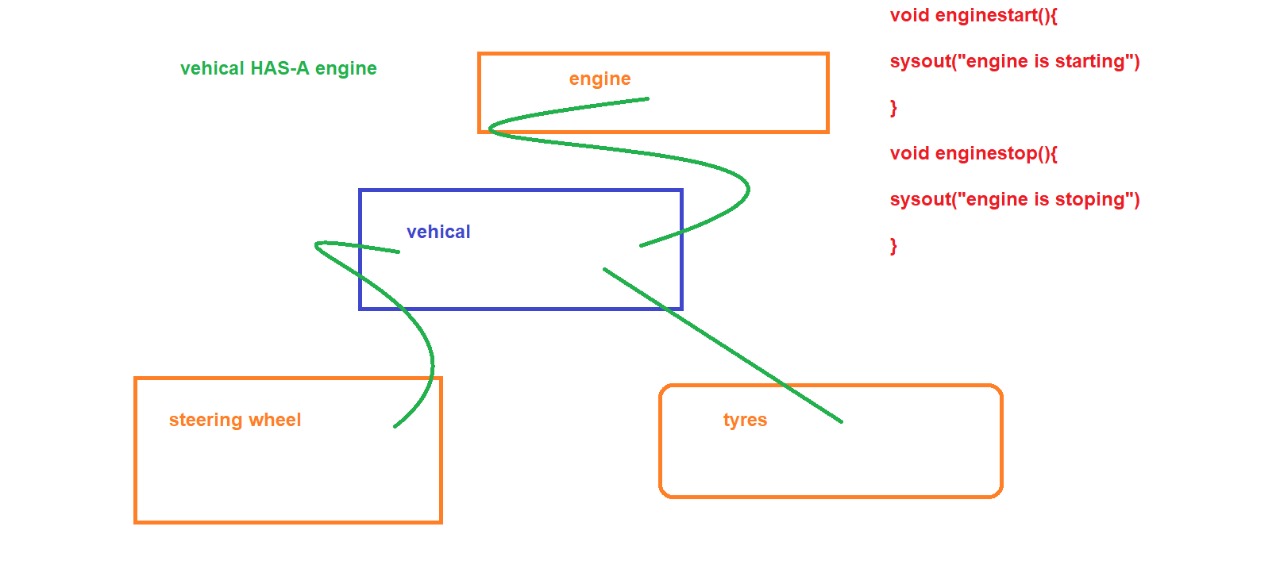 vehical HAS-A engine
engine
vehical
steering wheel
tyres
void enginestart(){
sysout("engine is starting")
}
void enginestop(){
sysout("engine is stoping")
}